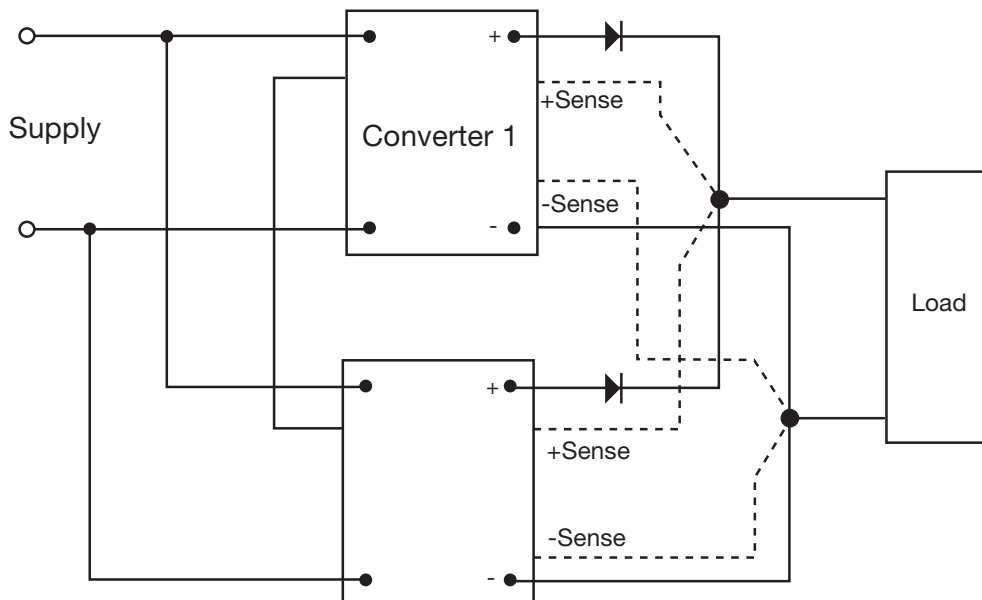 +
+Sense
Supply
Converter 1
-Sense
-
Load
+
+Sense
-Sense
-